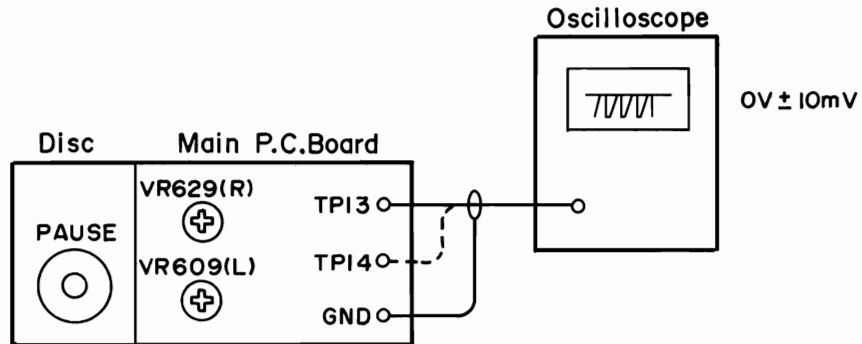 Oscilloscope
0V ± 10mV
Disc
Main P.C.Board
VR629(R)
TP13
PAUSE
VR609(L)
TP14
GND